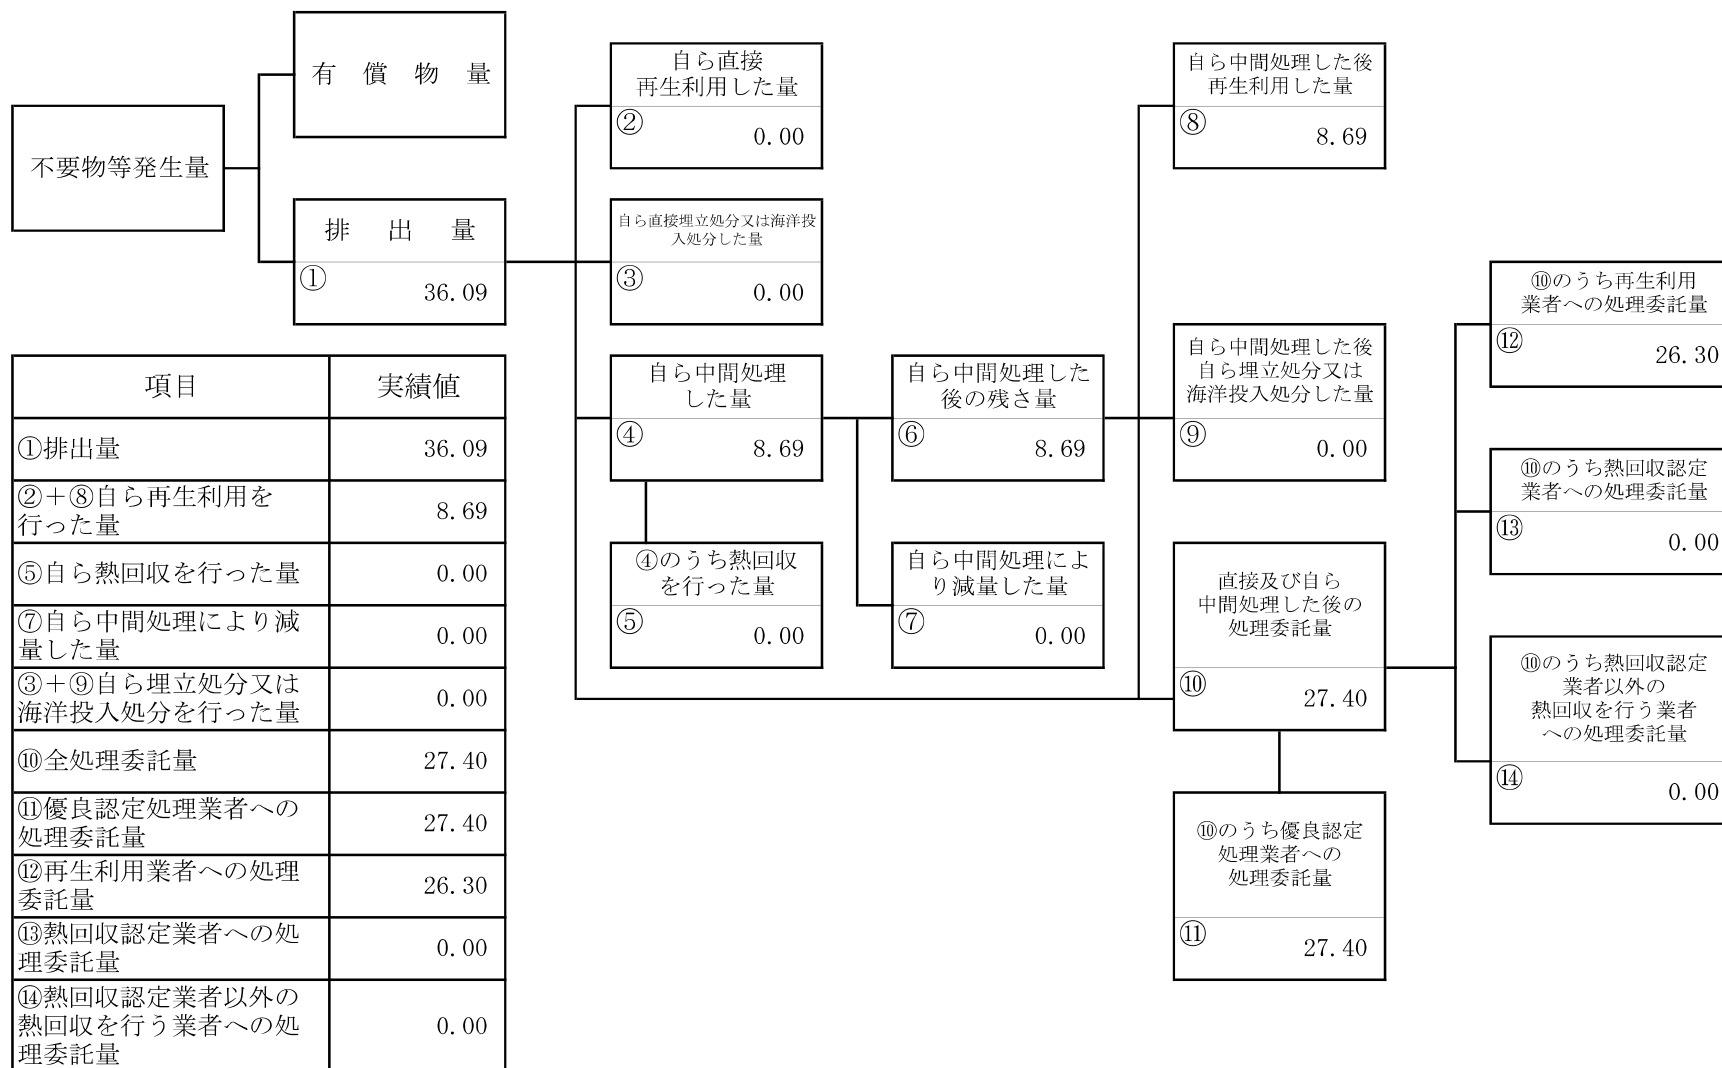 不要物等発生量
有 償 物 量
排 出 量
①
36.09
自ら直接
再生利用した量
②
0.00
自ら直接埋立処分又は海洋投
入処分した量
③
0.00
自ら中間処理
した量
④
8.69
④のうち熱回収
を行った量
⑤
0.00
自ら中間処理した
後の残さ量
⑥
8.69
自ら中間処理によ
り減量した量
⑦
0.00
自ら中間処理した後
再生利用した量
⑧
8.69
自ら中間処理した後
自ら埋立処分又は
海洋投入処分した量
⑨
0.00
直接及び自ら
中間処理した後の
処理委託量
⑩
27.40
⑩のうち優良認定
処理業者への
処理委託量
⑪
27.40
⑩のうち再生利用
業者への処理委託量
⑫
26.30
⑩のうち熱回収認定
業者への処理委託量
⑬
0.00
⑩のうち熱回収認定
業者以外の
熱回収を行う業者
への処理委託量
⑭
0.00
項目 実績値
①排出量 36.09
②＋⑧自ら再生利用を
行った量 8.69
⑤自ら熱回収を行った量 0.00
⑦自ら中間処理により減
量した量 0.00
③＋⑨自ら埋立処分又は
海洋投入処分を行った量 0.00
⑩全処理委託量 27.40
⑪優良認定処理業者への
処理委託量 27.40
⑫再生利用業者への処理
委託量 26.30
⑬熱回収認定業者への処
理委託量 0.00
⑭熱回収認定業者以外の
熱回収を行う業者への処
理委託量 0.00